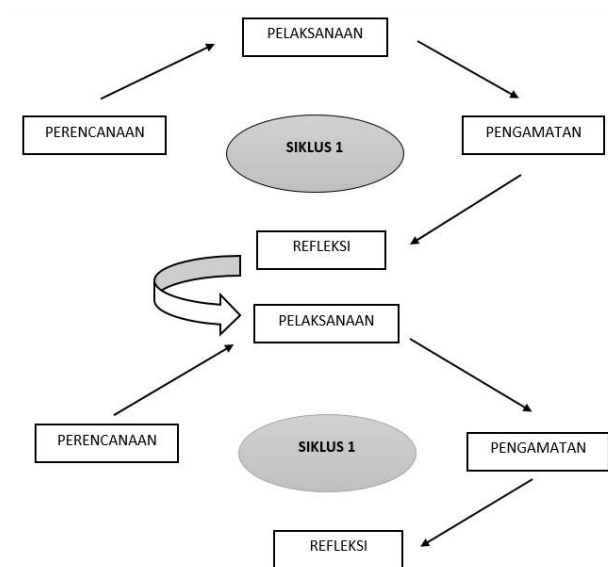 PELAKSANAAN
PERENCANAAN
PENGAMATAN
SIKLUS 1
REFLEKSI
PELAKSANAAN
PERENCANAAN
PENGAMATAN
SIKLUS 1
REFLEKSI